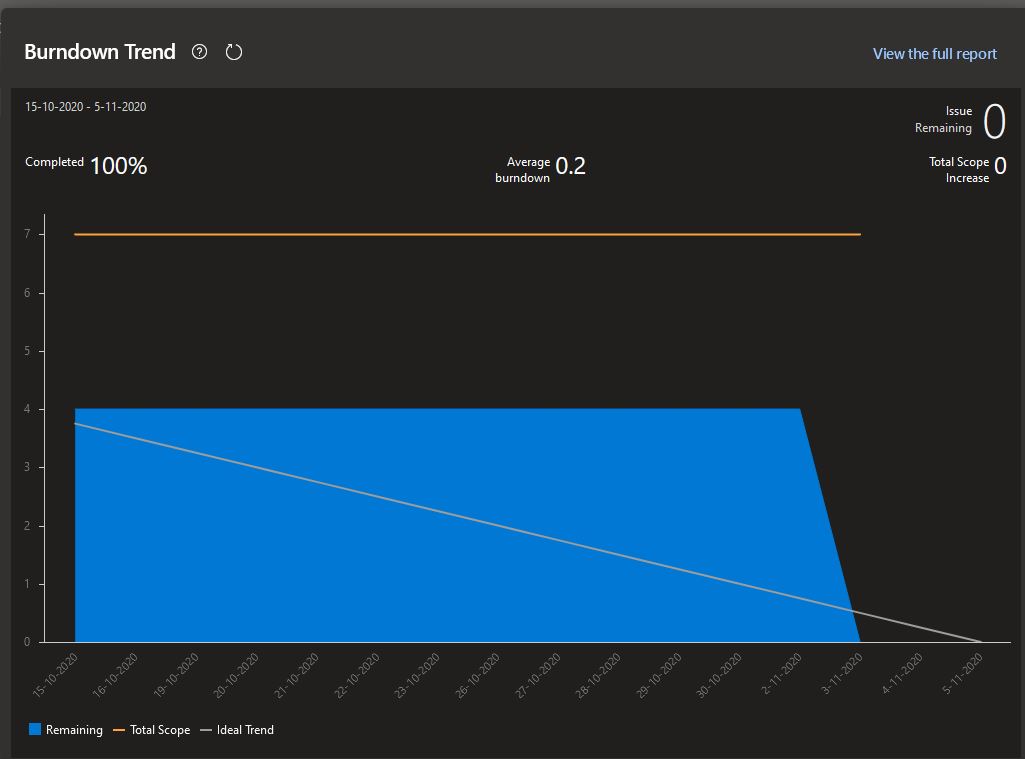 Burndown Trend
View the full report
15-10-2020 - 5-11-2020
Issue
Remaining 0
Completed 100%
Average
burndown 0.2
Total Scope
Increase 0
7
6
5
4
3
2
1
0
15-10-2020
16-10-2020
19-10-2020
20-10-2020
21-10-2020
22-10-2020
23-10-2020
26-10-2020
27-10-2020
28-10-2020
29-10-2020
30-10-2020
2-11-2020
3-11-2020
4-11-2020
5-11-2020
Remaining Total Scope Ideal Trend